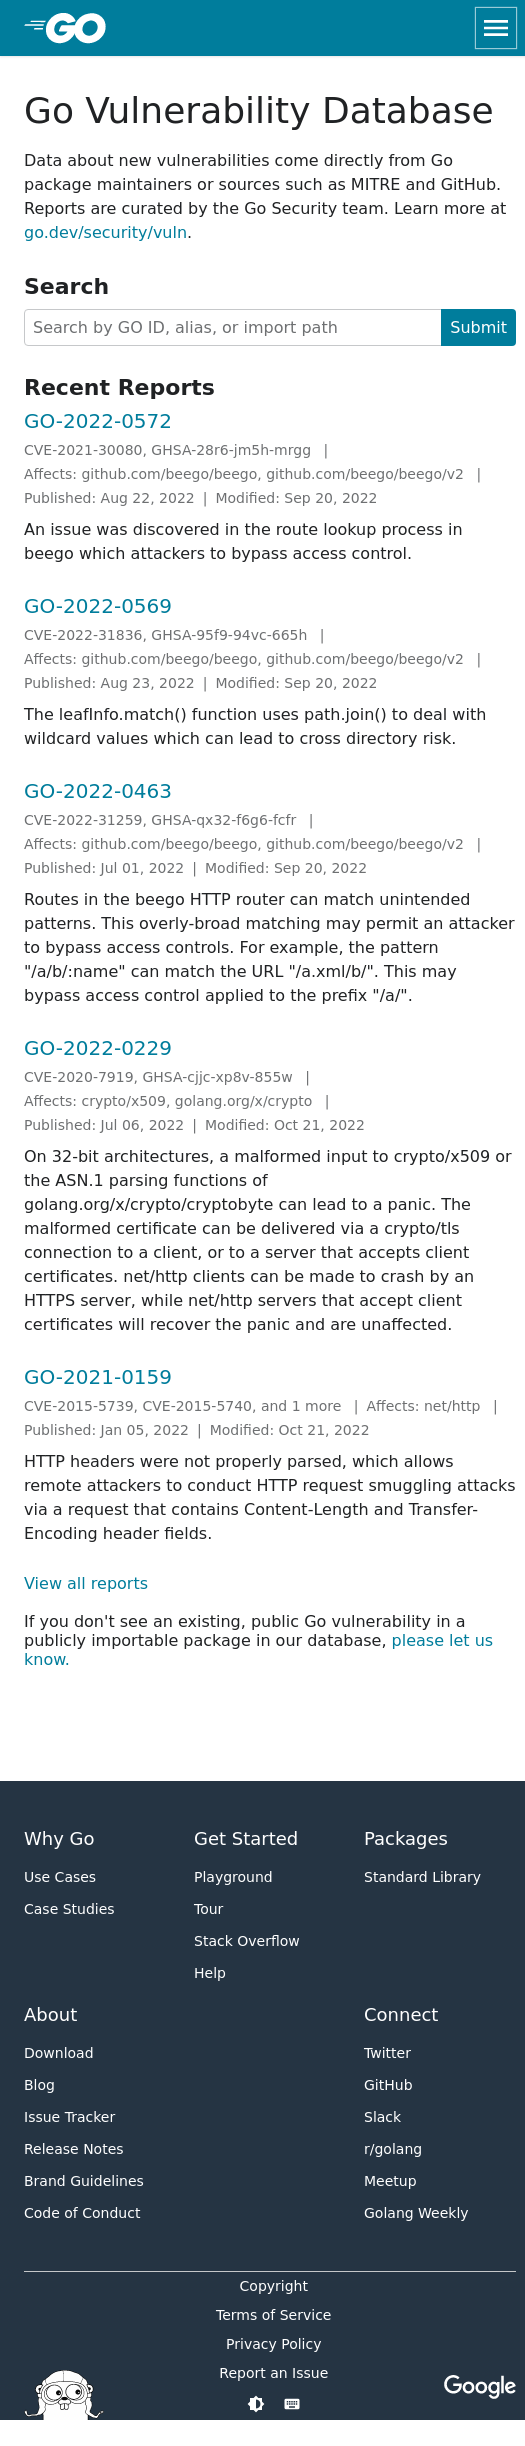 GO
Go Vulnerability Database
Data about new vulnerabilities come directly from Go
package maintainers or sources such as MITRE and GitHub.
Reports are curated by the Go Security team. Learn more at
go.dev/security/vuln.
Search
Search by GO ID, alias, or import path
Submit
Recent Reports
GO-2022-0572
CVE-2021-30080, GHSA-28r6-jm5h-mrgg |
Affects: github.com/beego/beego, github.com/beego/beego/v2 |
Published: Aug 22, 2022 | Modified: Sep 20, 2022
An issue was discovered in the route lookup process in
beego which attackers to bypass access control.
GO-2022-0569
CVE-2022-31836, GHSA-95f9-94vc-665h |
Affects: github.com/beego/beego, github.com/beego/beego/v2 |
Published: Aug 23, 2022 | Modified: Sep 20, 2022
The leafInfo.match() function uses path.join() to deal with
wildcard values which can lead to cross directory risk.
GO-2022-0463
CVE-2022-31259, GHSA-qx32-f6g6-fcfr |
Affects: github.com/beego/beego, github.com/beego/beego/v2 |
Published: Jul 01, 2022 | Modified: Sep 20, 2022
Routes in the beego HTTP router can match unintended
patterns. This overly-broad matching may permit an attacker
to bypass access controls. For example, the pattern
"/a/b/:name" can match the URL "/a.xml/b/". This may
bypass access control applied to the prefix "/a/".
GO-2022-0229
CVE-2020-7919, GHSA-cjjc-xp8v-855w |
Affects: crypto/x509, golang.org/x/crypto |
Published: Jul 06, 2022 | Modified: Oct 21, 2022
On 32-bit architectures, a malformed input to crypto/x509 or
the ASN.1 parsing functions of
golang.org/x/crypto/cryptobyte can lead to a panic. The
malformed certificate can be delivered via a crypto/tls
connection to a client, or to a server that accepts client
certificates. net/http clients can be made to crash by an
HTTPS server, while net/http servers that accept client
certificates will recover the panic and are unaffected.
GO-2021-0159
CVE-2015-5739, CVE-2015-5740, and 1 more | Affects: net/http |
Published: Jan 05, 2022 | Modified: Oct 21, 2022
HTTP headers were not properly parsed, which allows
remote attackers to conduct HTTP request smuggling attacks
via a request that contains Content-Length and Transfer-
Encoding header fields.
View all reports
If you don't see an existing, public Go vulnerability in a
publicly importable package in our database, please let us
know.
Why Go
Use Cases
Case Studies
Get Started
Playground
Tour
Stack Overflow
Help
Packages
Standard Library
About
Download
Blog
Issue Tracker
Release Notes
Brand Guidelines
Code of Conduct
Connect
Twitter
GitHub
Slack
r/golang
Meetup
Golang Weekly
Copyright
Terms of Service
Privacy Policy
Report an Issue
Google